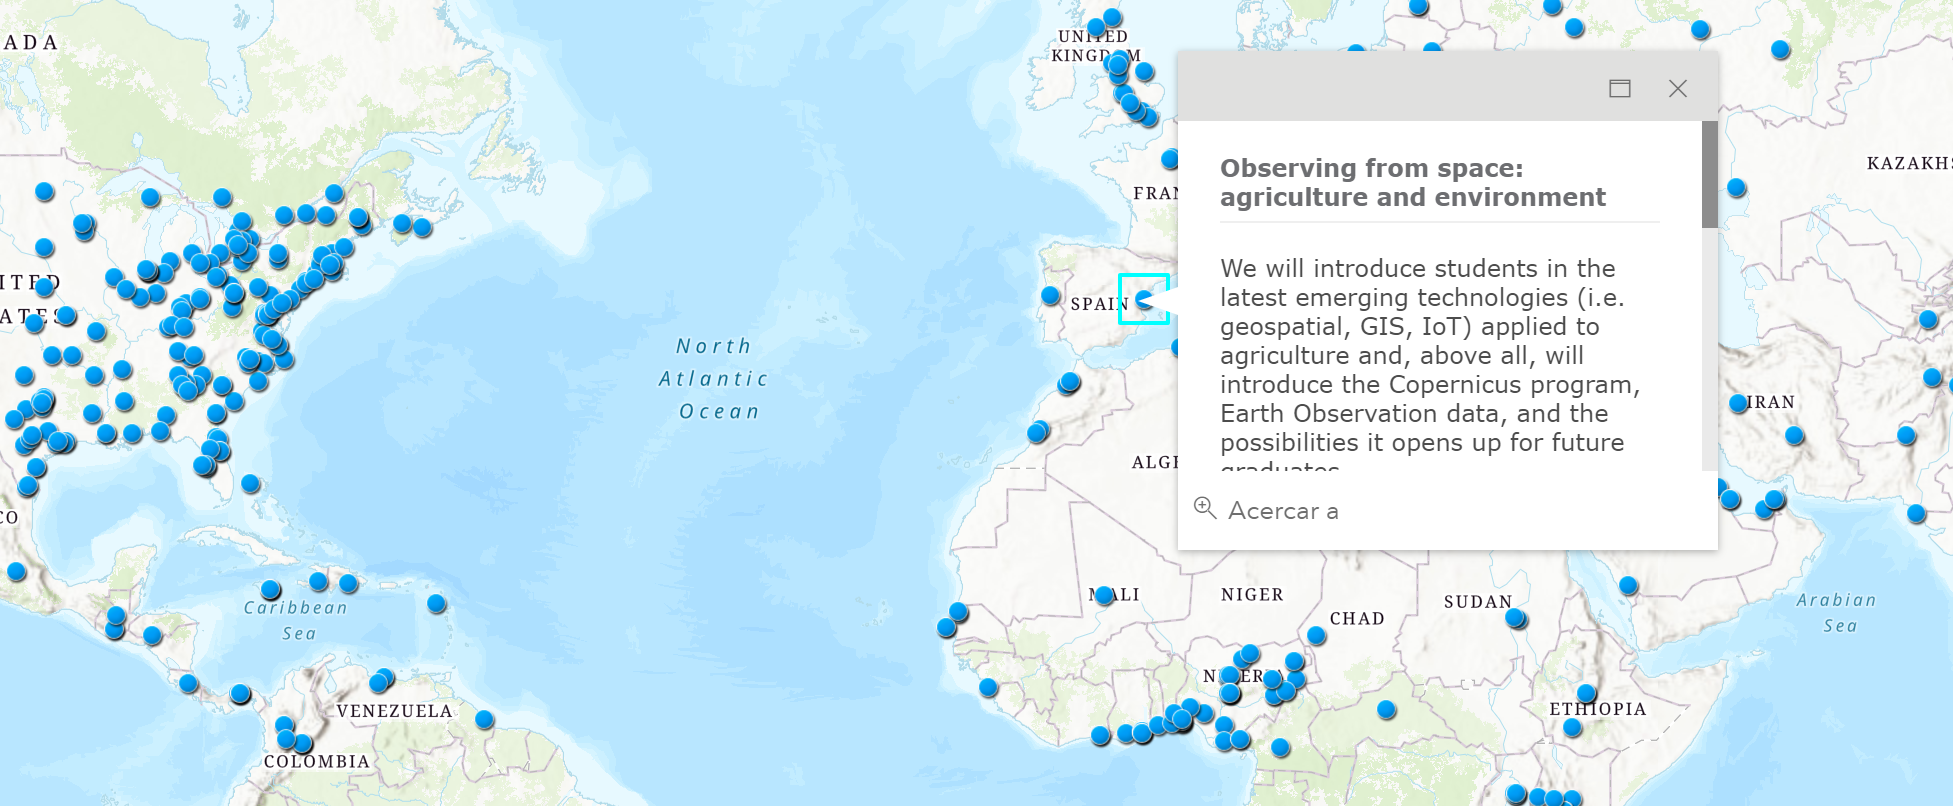 ADA
UNITED
KINGDOM
KAZAKHS
FRAN
Observing from space:
agriculture and environment
We will introduce students in the
latest emerging technologies (i.e.
geospatial, GIS, IoT) applied to
agriculture and, above all, will
introduce the Copernicus program,
Earth Observation data, and the
possibilities it opens up for future
graduates
Acercar a
ITED
ATES
SPAIN
North
Atlantic
Ocean
IRAN
ALGE
CO
MALI
NIGER
CHAD
SUDAN
Arabian
Sea
Caribbean
Sea
NIGERIA
VENEZUELA
ETHIOPIA
COLOMBIA